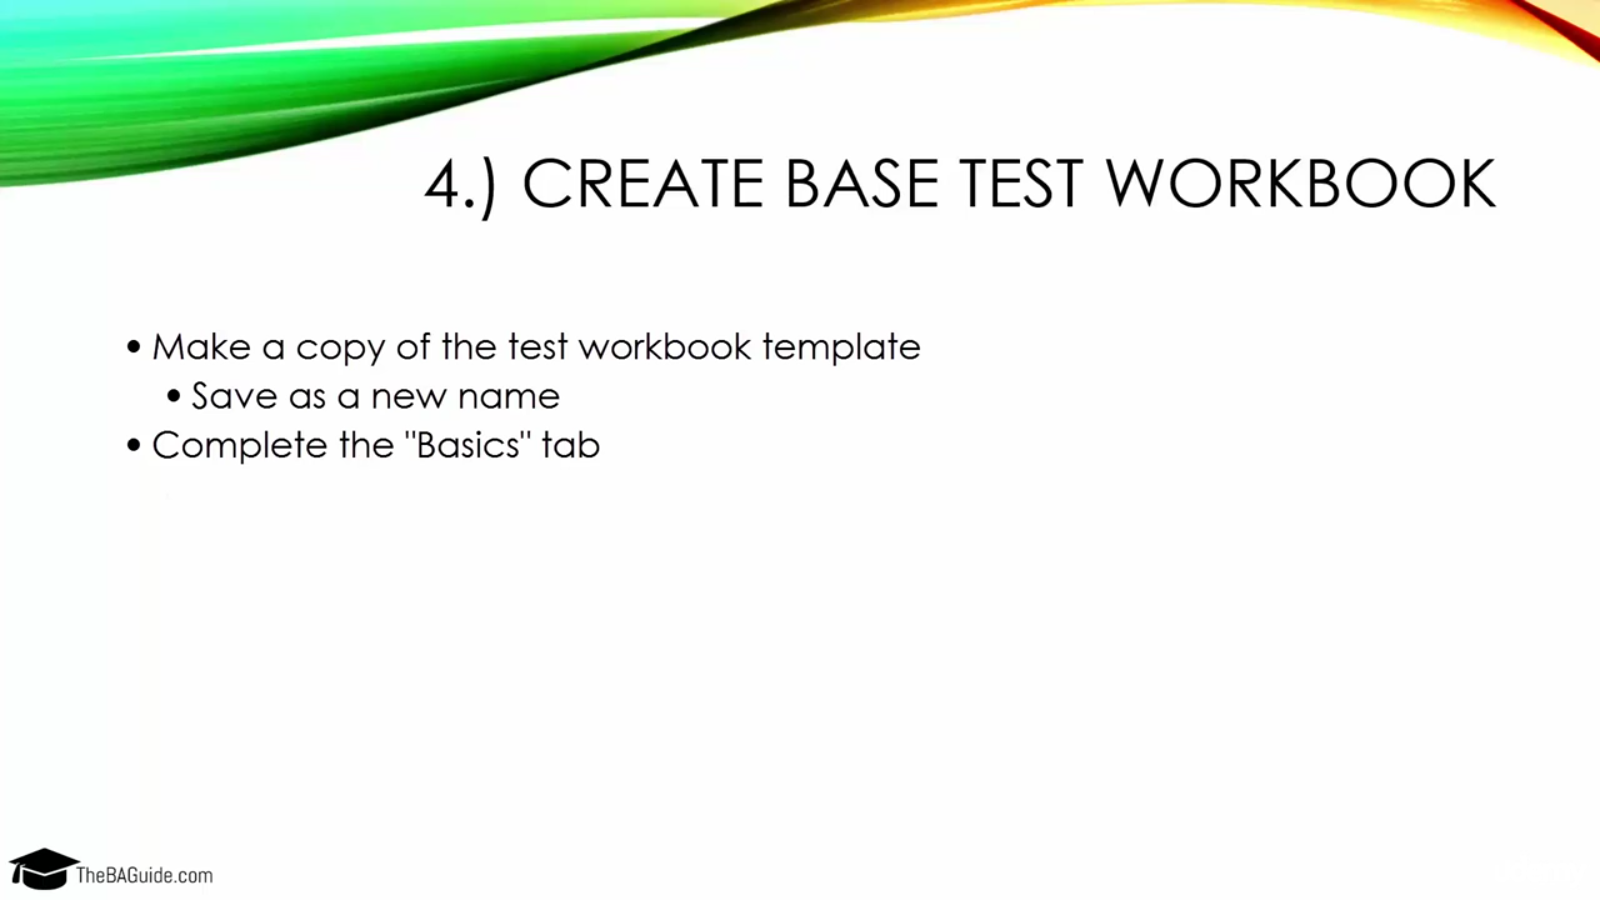 4.) CREATE BASE TEST WORKBOOK
• Make a copy of the test workbook template
• Save as a new name
• Complete the "Basics" tab
TheBAGuide.com